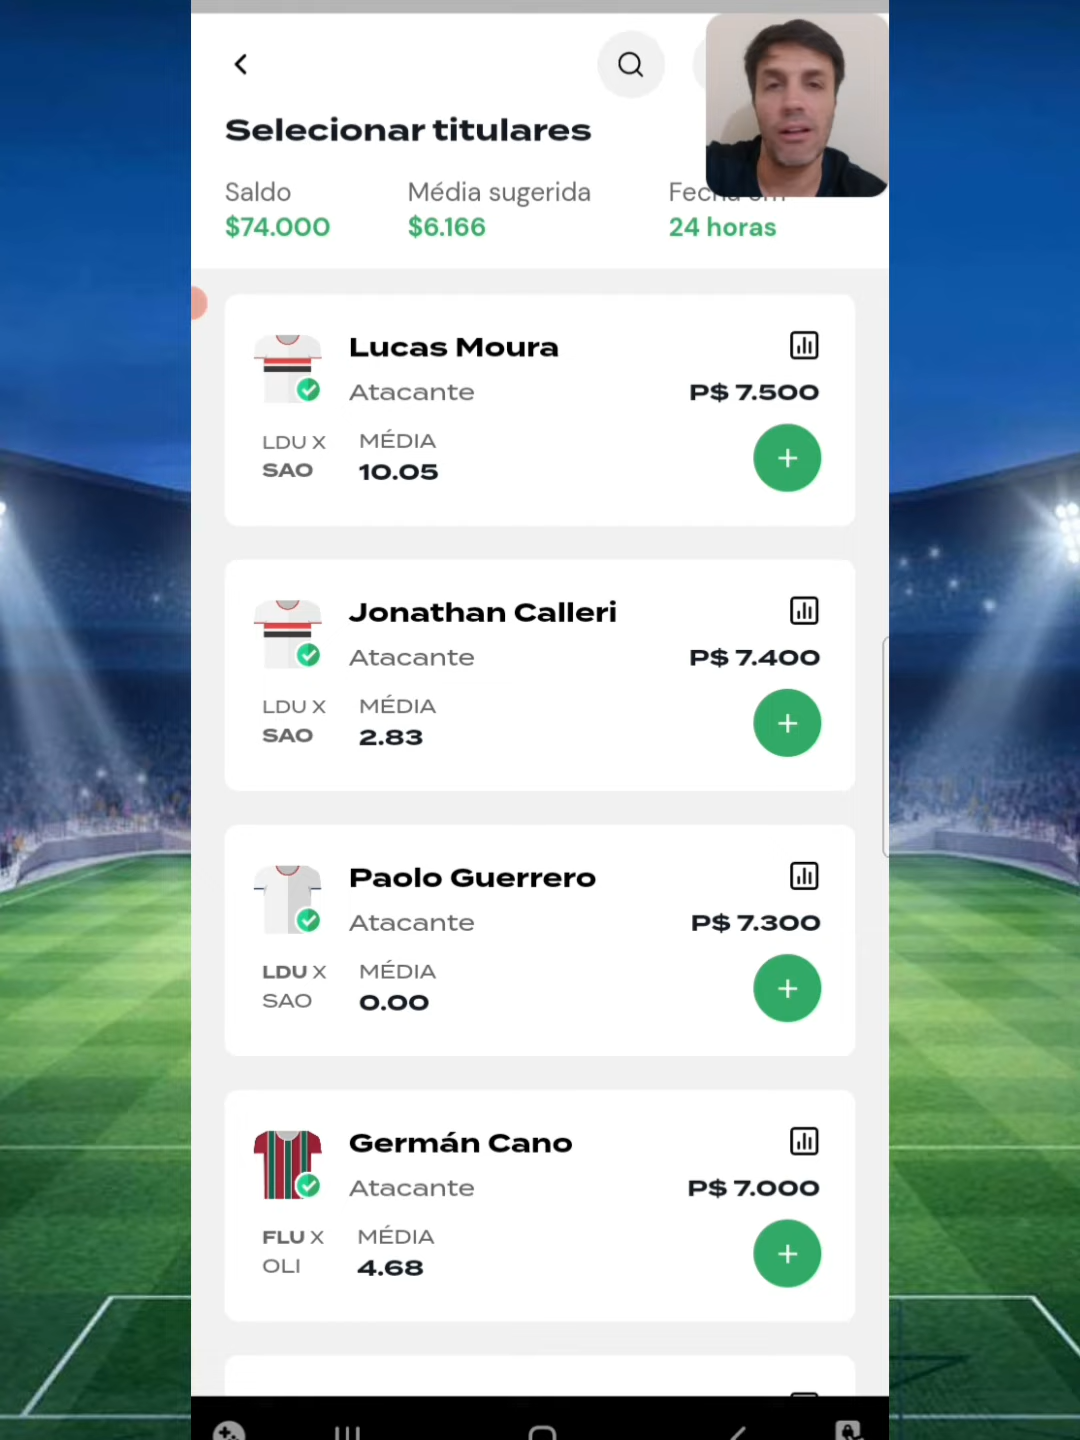 Selecionar titulares
Saldo
$74.000
Média sugerida
$6.166
24 horas
Lucas Moura
Atacante
P$ 7.500
LDU X
SAO
MÉDIA
10.05
Jonathan Calleri
Atacante
P$ 7.400
LDU X
SAO
MÉDIA
2.83
Paolo Guerrero
Atacante
P$ 7.300
LDU X
SAO
MÉDIA
0.00
Germán Cano
Atacante
P$ 7.000
FLU X
OLI
MÉDIA
4.68